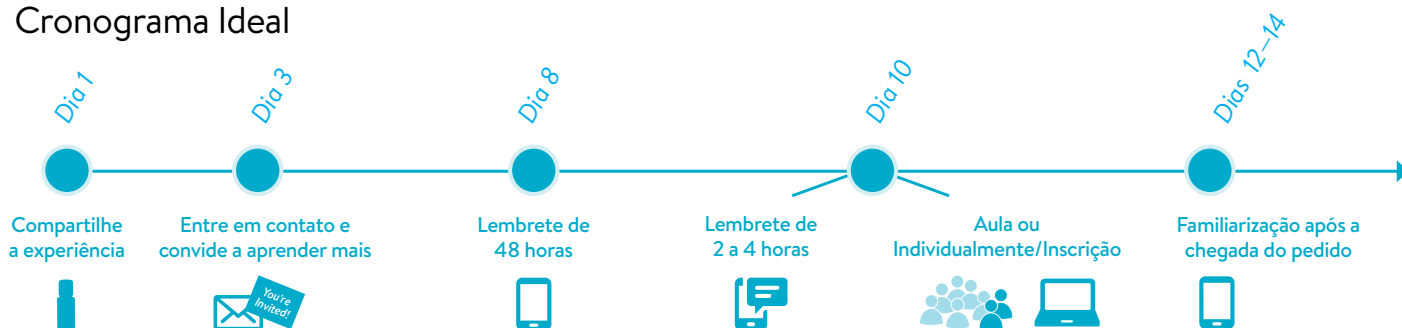 Cronograma Ideal
Dia 1
Dia 3
Dia 8
Dia 10
Dias 12–14
Compartilhe
a experiência
Entre em contato e
convide a aprender mais
Lembrete de
48 horas
Lembrete de
2 a 4 horas
Aula ou
Individualmente/Inscrição
Familiarização após a
chegada do pedido
You're
Invited!